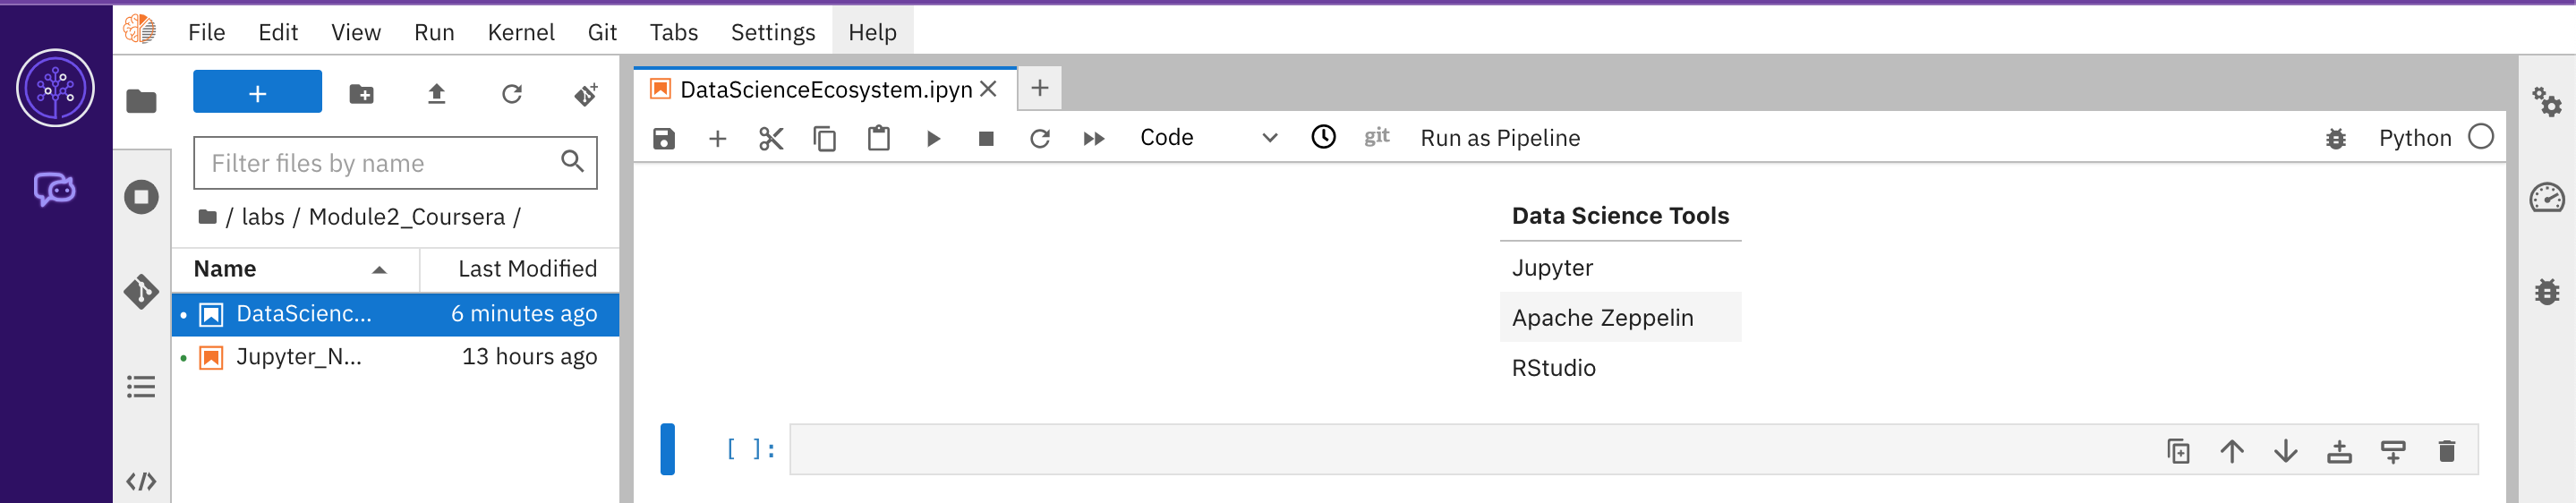 File Edit View Run Kernel Git Tabs Settings Help
+
Filter files by name
/ labs / Module2_Coursera /
Name Last Modified
DataScienc... 6 minutes ago
Jupyter_N... 13 hours ago
DataScienceEcosystem.ipyn
Code git Run as Pipeline Python
Data Science Tools
Jupyter
Apache Zeppelin
RStudio
[ ]: